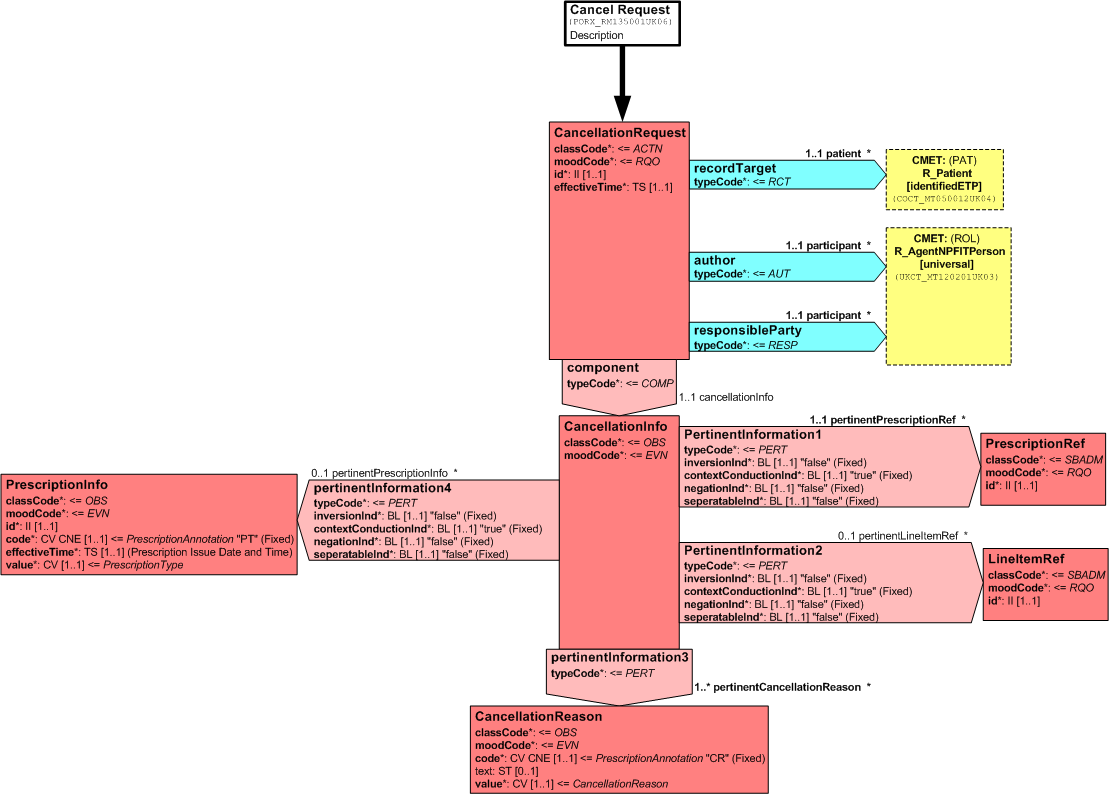 Cancel Request
(PORX_RM135001UK06)
Description
CancellationRequest
classCode*: <= ACTN
moodCode*: <= RQO
id*: II [1..1]
effectiveTime*: TS [1..1]
1..1 patient *
recordTarget
typeCode*: <= RCT
CMET: (PAT)
R_Patient
[identifiedETP]
(COCT_MT050012UK04)
1..1 participant *
author
typeCode*: <= AUT
CMET: (ROL)
R_AgentNPFITPerson
[universal]
(UKCT_MT120201UK03)
1..1 participant *
responsibleParty
typeCode*: <= RESP
component
typeCode*: <= COMP
1..1 cancellationInfo
CancellationInfo
classCode*: <= OBS
moodCode*: <= EVN
1..1 pertinentPrescriptionRef *
PertinentInformation1
typeCode*: <= PERT
inversionInd*: BL [1..1] "false" (Fixed)
contextConductionInd*: BL [1..1] "true" (Fixed)
negationInd*: BL [1..1] "false" (Fixed)
seperatableInd*: BL [1..1] "false" (Fixed)
PrescriptionRef
classCode*: <= SBADM
moodCode*: <= RQO
id*: II [1..1]
0..1 pertinentPrescriptionInfo *
pertinentInformation4
typeCode*: <= PERT
inversionInd*: BL [1..1] "false" (Fixed)
contextConductionInd*: BL [1..1] "true" (Fixed)
negationInd*: BL [1..1] "false" (Fixed)
seperatableInd*: BL [1..1] "false" (Fixed)
PrescriptionInfo
classCode*: <= OBS
moodCode*: <= EVN
id*: II [1..1]
code*: CV CNE [1..1] <= PrescriptionAnnotation "PT" (Fixed)
effectiveTime*: TS [1..1] (Prescription Issue Date and Time)
value*: CV [1..1] <= PrescriptionType
0..1 pertinentLineItemRef *
PertinentInformation2
typeCode*: <= PERT
inversionInd*: BL [1..1] "false" (Fixed)
contextConductionInd*: BL [1..1] "true" (Fixed)
negationInd*: BL [1..1] "false" (Fixed)
seperatableInd*: BL [1..1] "false" (Fixed)
LineItemRef
classCode*: <= SBADM
moodCode*: <= RQO
id*: II [1..1]
pertinentInformation3
typeCode*: <= PERT
1..* pertinentCancellationReason *
CancellationReason
classCode*: <= OBS
moodCode*: <= EVN
code*: CV CNE [1..1] <= PrescriptionAnnotation "CR" (Fixed)
text: ST [0..1]
value*: CV [1..1] <= CancellationReason